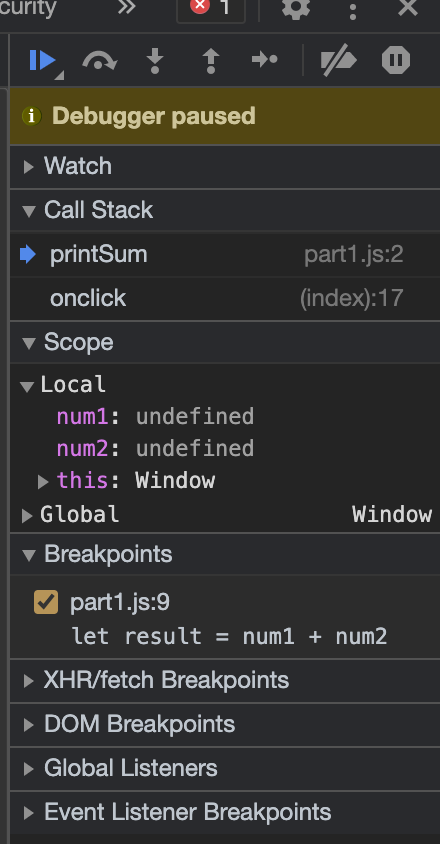 curity
1
Debugger paused
Watch
Call Stack
printSum part1.js:2
onclick (index):17
Scope
Local
num1: undefined
num2: undefined
this: Window
Global Window
Breakpoints
part1.js:9
let result = num1 + num2
XHR/fetch Breakpoints
DOM Breakpoints
Global Listeners
Event Listener Breakpoints